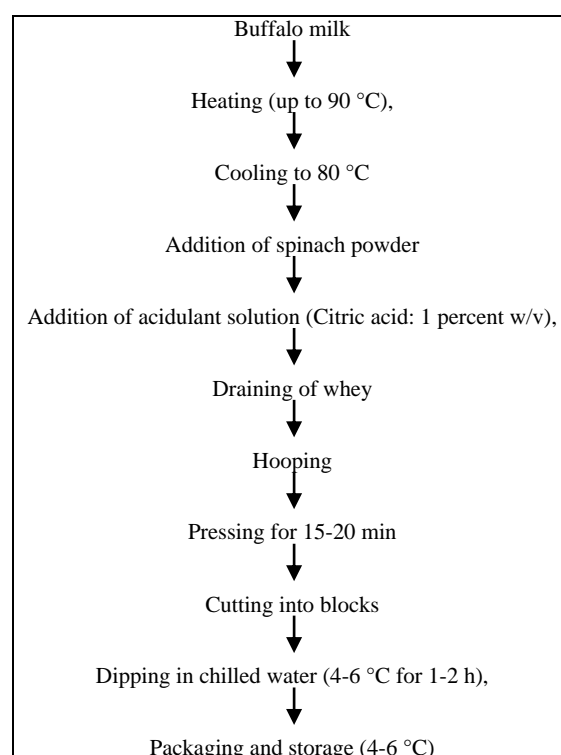 Buffalo milk
Heating (up to 90 °C),
Cooling to 80 °C
Addition of spinach powder
Addition of acidulant solution (Citric acid: 1 percent w/v),
Draining of whey
Hooping
Pressing for 15-20 min
Cutting into blocks
Dipping in chilled water (4-6 °C for 1-2 h),
Packaging and storage (4-6 °C)